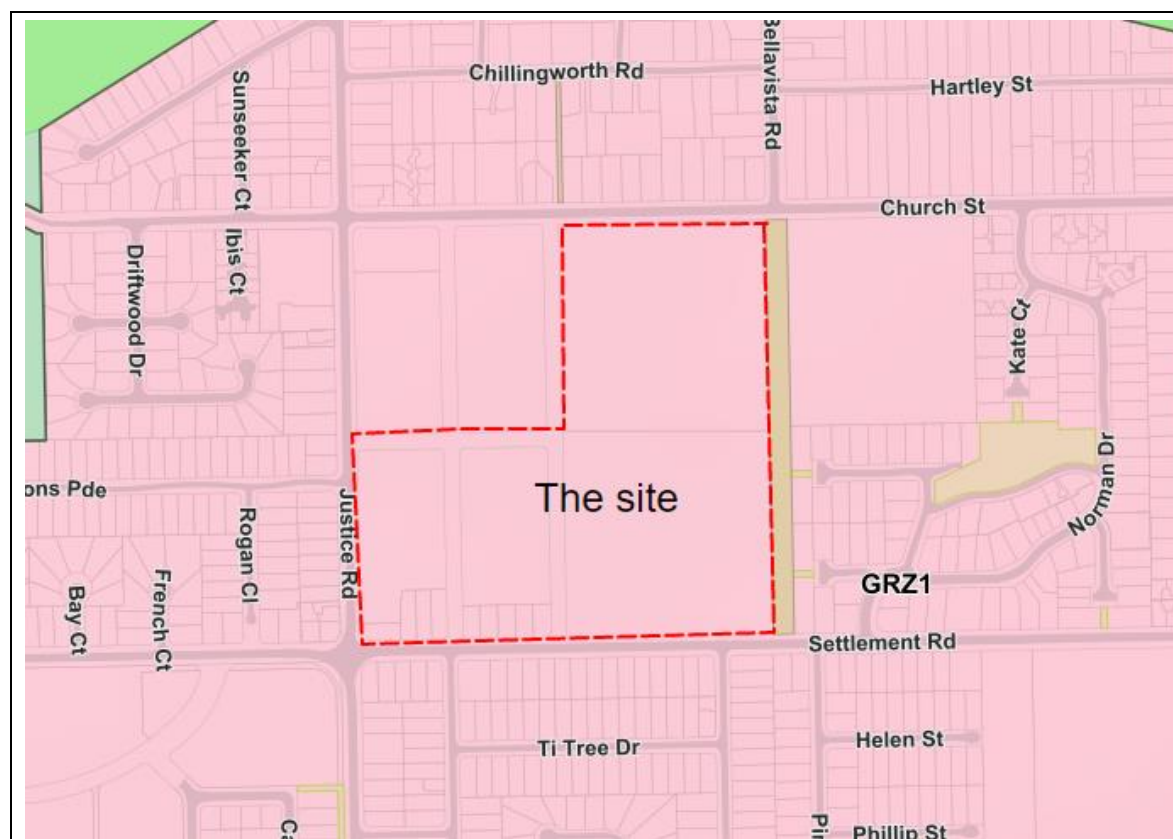 Chillingworth Rd
Bellavista Rd
Hartley St
Sunseeker Ct
Church St
Ibis Ct
Driftwood Dr
Kate Ct
The site
ons Pde
Justice Rd
Norman Dr
Rogan Cl
French Ct
Bay Ct
GRZ1
Settlement Rd
Ti Tree Dr
Helen St
Ca
Pi
Phillip St